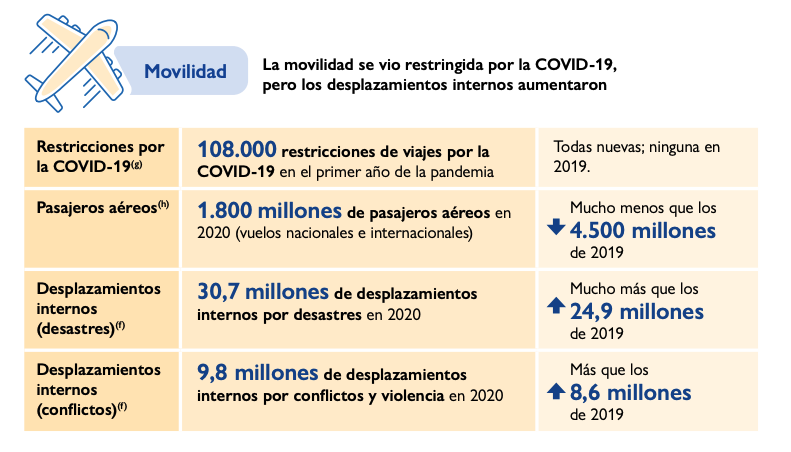 Movilidad
La movilidad se vio restringida por la COVID-19,
pero los desplazamientos internos aumentaron
Restricciones por
la COVID-19(g)
108.000 restricciones de viajes por la
COVID-19 en el primer año de la pandemia
Todas nuevas; ninguna en
2019.
Pasajeros aéreos(h)
1.800 millones de pasajeros aéreos en
2020 (vuelos nacionales e internacionales)
Mucho menos que los
4.500 millones
de 2019
Desplazamientos
internos
(desastres)(f)
30,7 millones de desplazamientos
internos por desastres en 2020
Mucho más que los
24,9 millones
de 2019
Desplazamientos
internos
(conflictos)(f)
9,8 millones de desplazamientos
internos por conflictos y violencia en 2020
Más que los
8,6 millones
de 2019